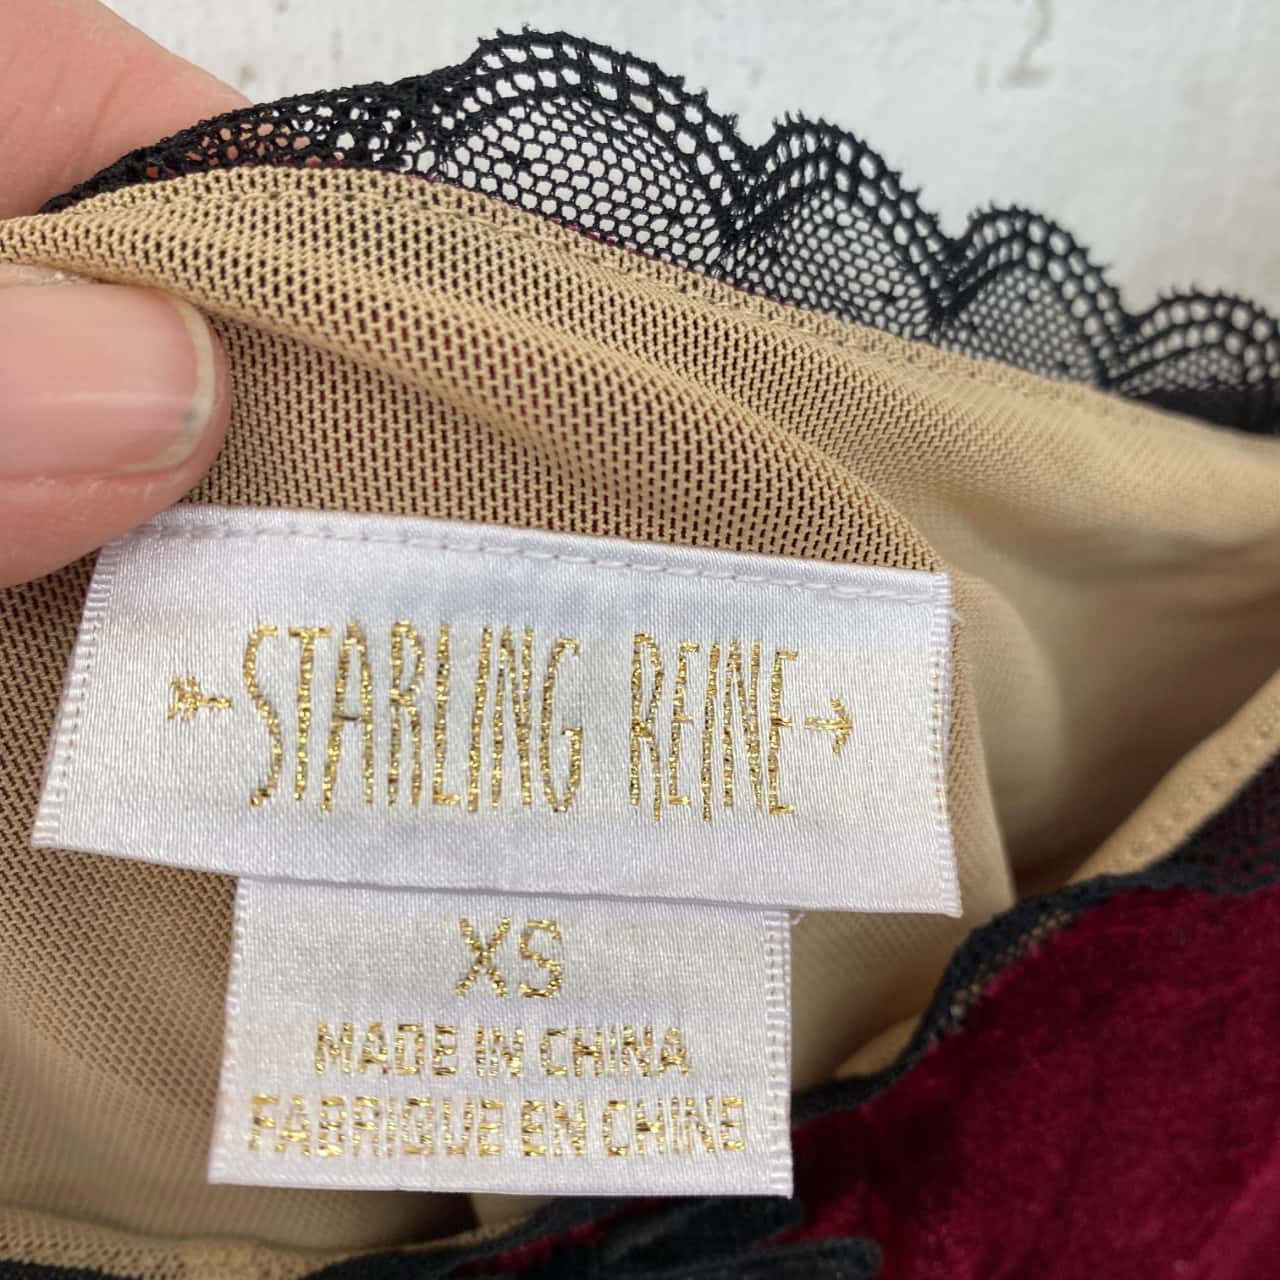 STARLING REINE
XS
MADE IN CHINA
FABRIQUE EN CHINE